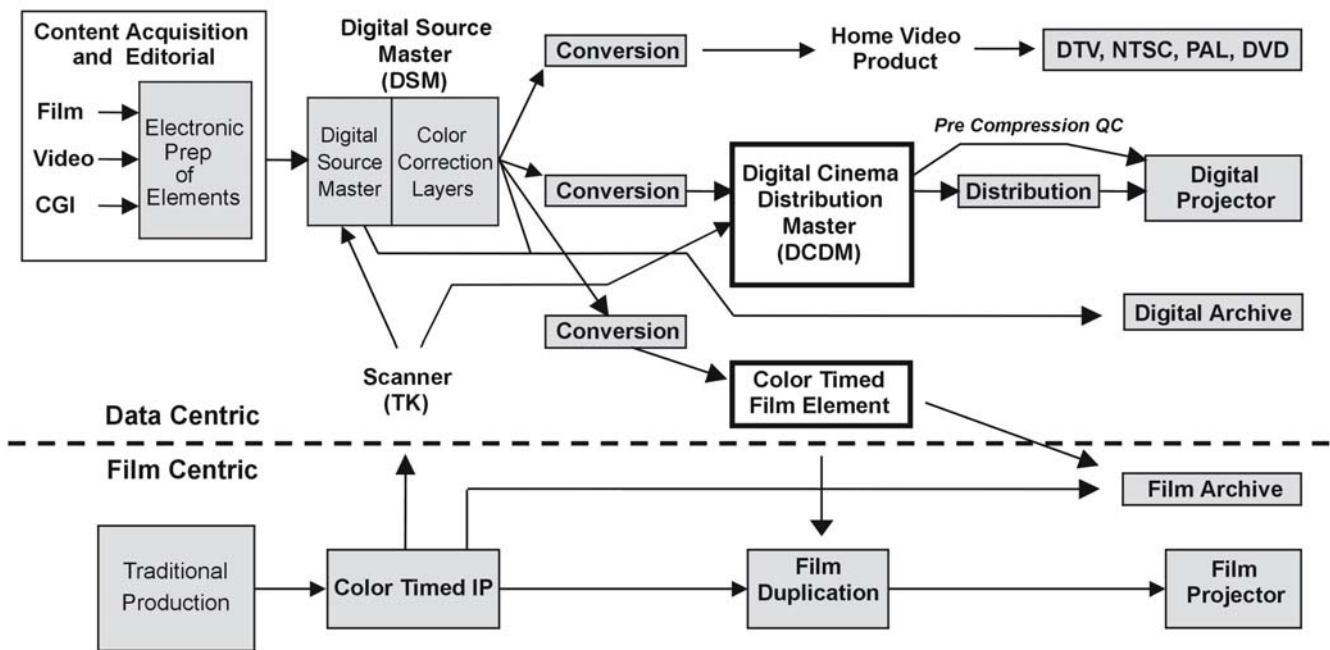 Content Acquisition
and Editorial
Film
Video
CGI
Electronic
Prep
of
Elements
Digital Source
Master
(DSM)
Digital
Source
Master
Color
Correction
Layers
Conversion
Home Video
Product
DTV, NTSC, PAL, DVD
Conversion
Digital Cinema
Distribution
Master
(DCDM)
Pre Compression QC
Distribution
Digital
Projector
Digital Archive
Conversion
Scanner
(TK)
Color Timed
Film Element
Data Centric
Film Centric
Film Archive
Traditional
Production
Color Timed IP
Film
Duplication
Film
Projector